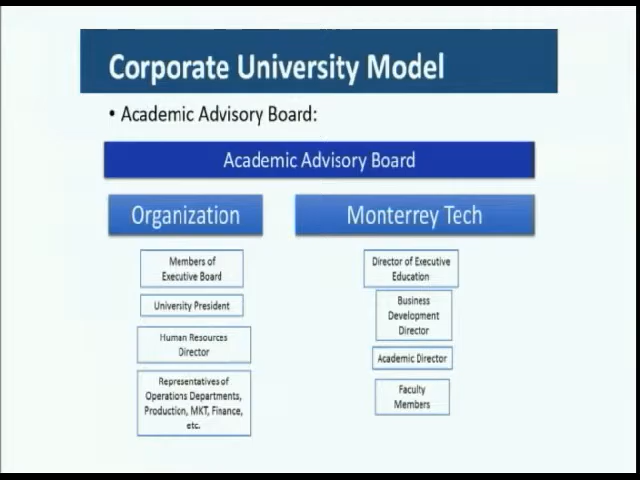 Corporate University Model
• Academic Advisory Board:
Academic Advisory Board
Organization
Monterrey Tech
Members of
Executive Board
University President
Human Resources
Director
Representatives of
Operations Departments,
Production, MKT, Finance,
etc.
Director of Executive
Education
Business
Development
Director
Academic Director
Faculty
Members